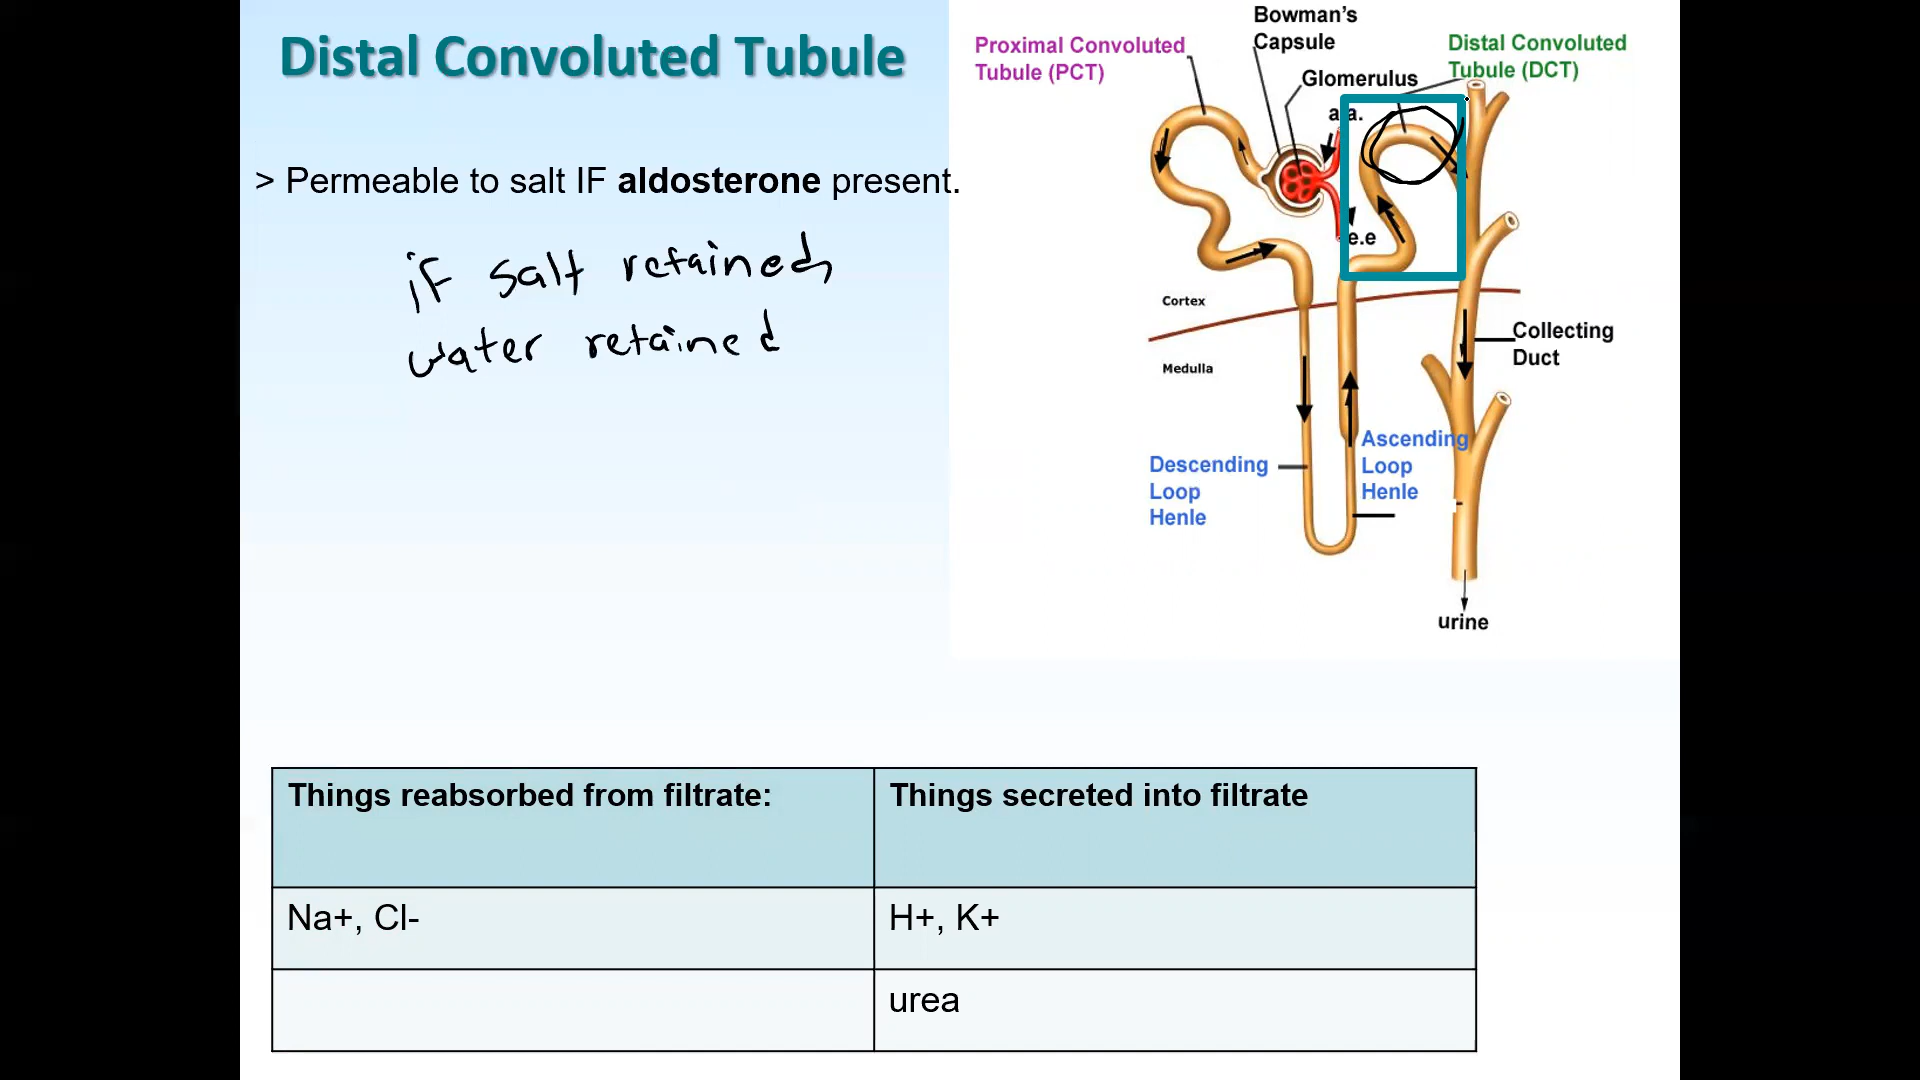 Distal Convoluted Tubule
> Permeable to salt IF aldosterone present.
if salt retained,
water retained
Proximal Convoluted
Tubule (PCT)
Bowman's
Capsule
Glomerulus
Distal Convoluted
Tubule (DCT)
a.a.
e.e
Cortex
Medulla
Collecting
Duct
Descending
Loop
Henle
Ascending
Loop
Henle
urine
Things reabsorbed from filtrate:
Things secreted into filtrate
Na+, Cl-
H+, K+
urea